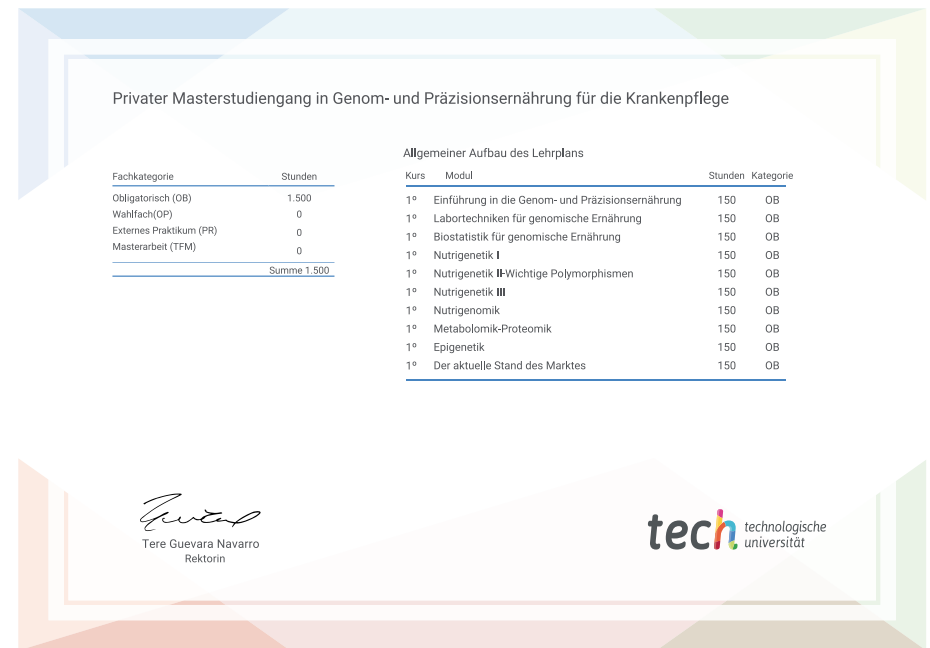 Privater Masterstudiengang in Genom- und Präzisionsernährung für die Krankenpflege
Fachkategorie Stunden
Obligatorisch (OB) 1.500
Wahlfach(OP) 0
Externes Praktikum (PR) 0
Masterarbeit (TFM) 0
Summe 1.500
Allgemeiner Aufbau des Lehrplans
Kurs Modul Stunden Kategorie
1º Einführung in die Genom- und Präzisionsernährung 150 OB
1º Labortechniken für genomische Ernährung 150 OB
1º Biostatistik für genomische Ernährung 150 OB
1º Nutrigenetik I 150 OB
1º Nutrigenetik II-Wichtige Polymorphismen 150 OB
1º Nutrigenetik III 150 OB
1º Nutrigenomik 150 OB
1º Metabolomik-Proteomik 150 OB
1º Epigenetik 150 OB
1º Der aktuelle Stand des Marktes 150 OB
Tere Guevara Navarro
Rektorin
tech technologische
universität